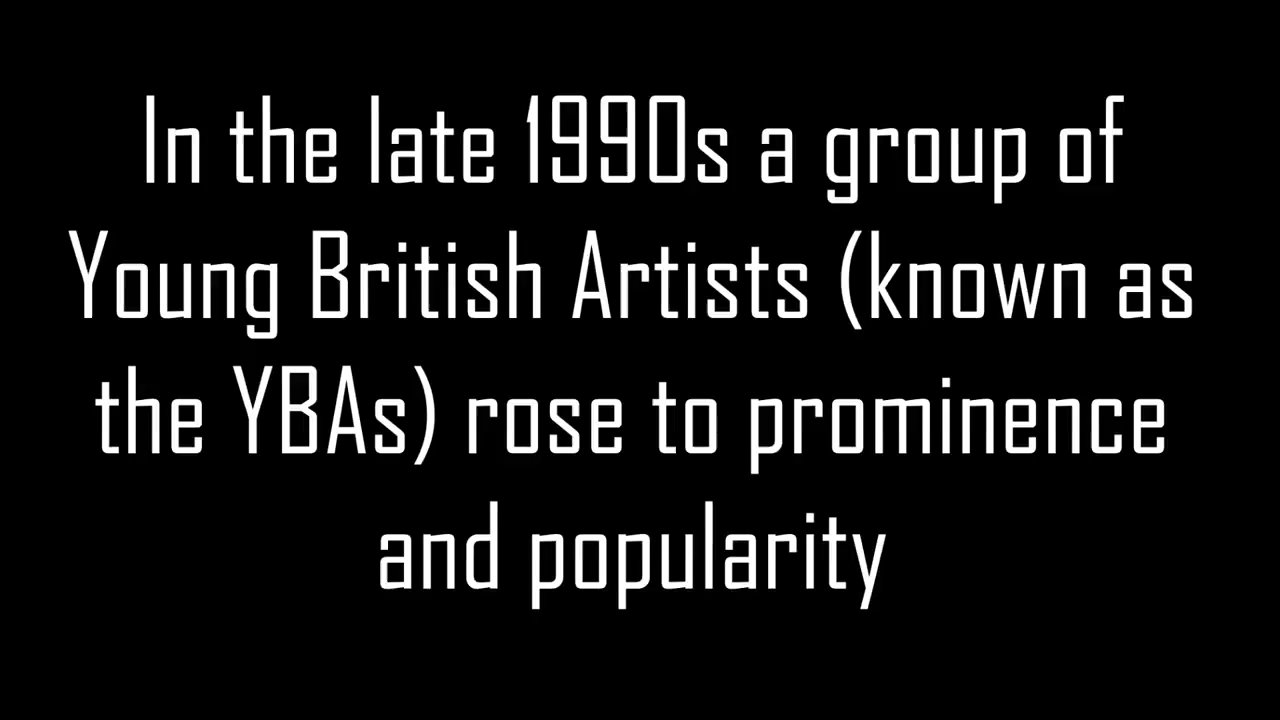 In the late 1990s a group of
Young British Artists (known as
the YBAs) rose to prominence
and popularity